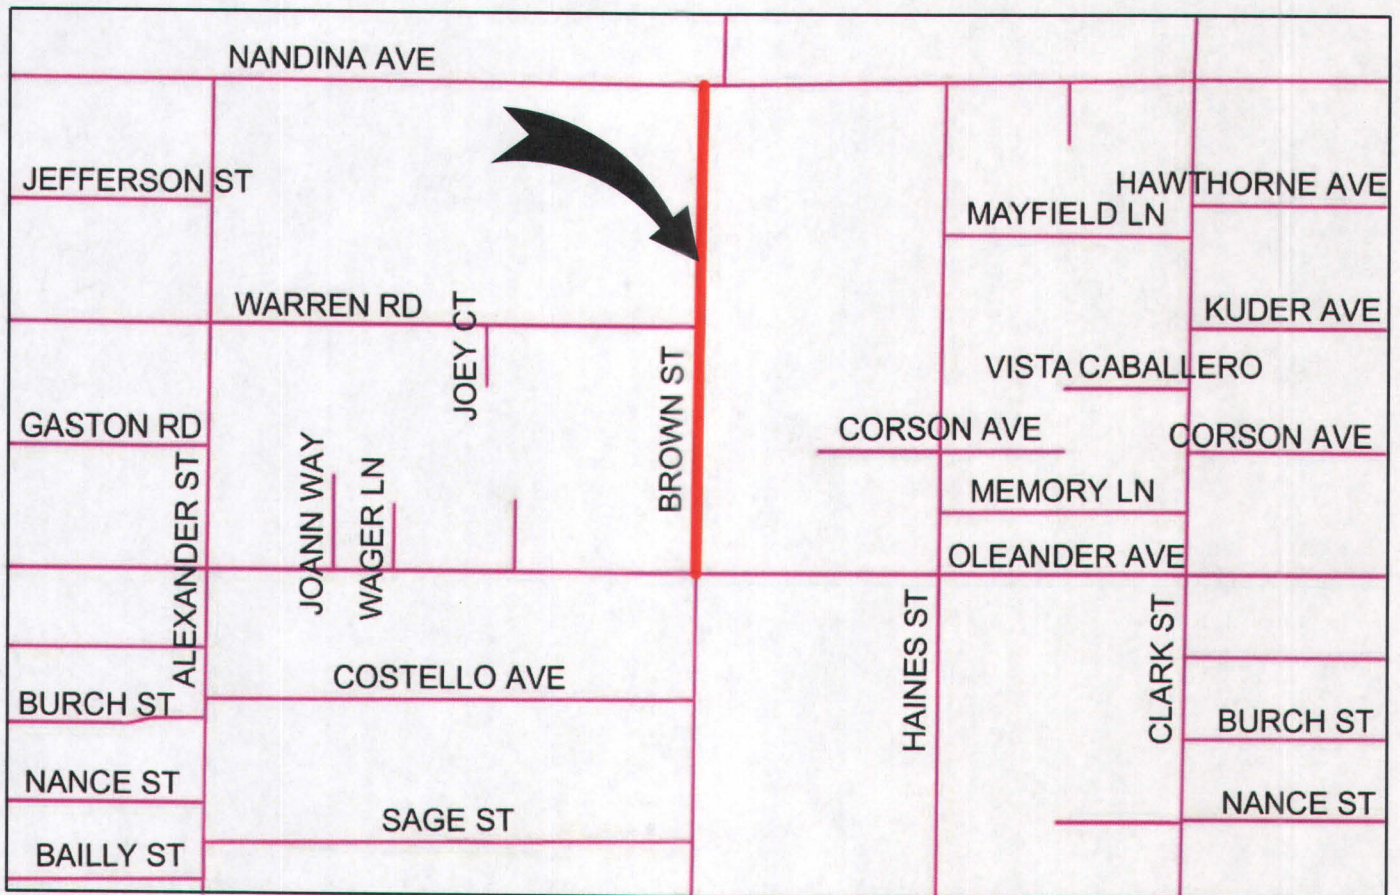 NANDINA AVE
JEFFERSON ST
HAWTHORNE AVE
MAYFIELD LN
WARREN RD
KUDER AVE
JOEY CT
BROWN ST
VISTA CABALLERO
GASTON RD
CORSON AVE
CORSON AVE
ALEXANDER ST
JOANN WAY
WAGER LN
MEMORY LN
OLEANDER AVE
HAINES ST
CLARK ST
COSTELLO AVE
BURCH ST
BURCH ST
NANCE ST
NANCE ST
SAGE ST
BAILLY ST